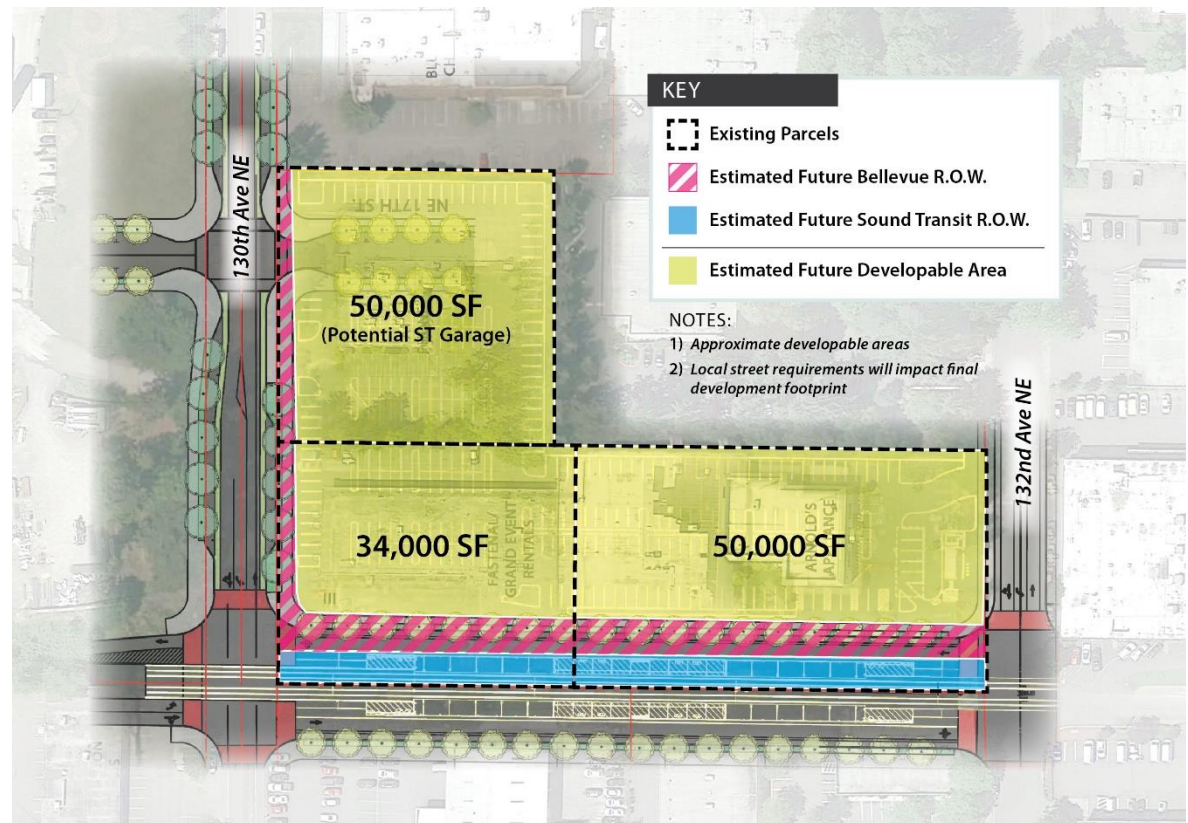 KEY
Existing Parcels
Estimated Future Bellevue R.O.W.
Estimated Future Sound Transit R.O.W.
Estimated Future Developable Area
NOTES:
1) Approximate developable areas
2) Local street requirements will impact final
development footprint
130th Ave NE
NE 17TH ST.
50,000 SF
(Potential ST Garage)
132nd Ave NE
34,000 SF
FASTENAL/
GRAND EVENT
RENTALS
50,000 SF
ARNOLD'S